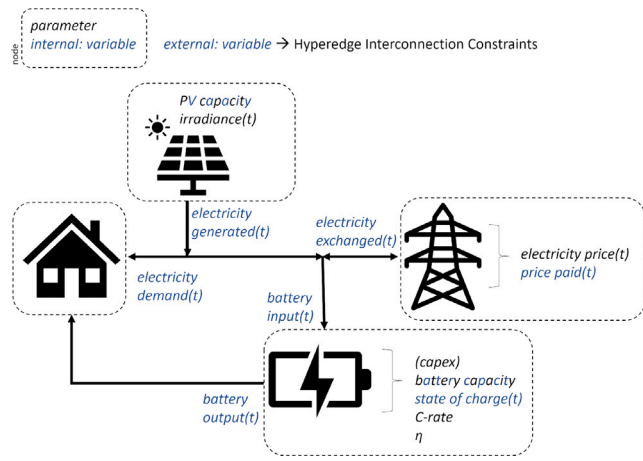 parameter
internal: variable
node
external: variable → Hyperedge Interconnection Constraints
PV capacity
irradiance(t)
electricity
generated(t)
electricity
exchanged(t)
electricity price(t)
price paid(t)
electricity
demand(t)
battery
input(t)
battery
output(t)
(capex)
battery capacity
state of charge(t)
C-rate
η